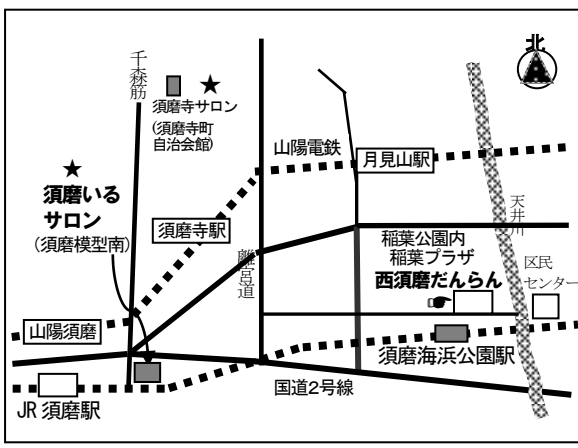 北
千森筋
須磨寺サロン
(須磨寺町
自治会館)
山陽電鉄
月見山駅
須磨いる
サロン
(須磨模型南)
須磨寺駅
離宮道
天井川
稲葉公園内
稲葉プラザ
西須磨だんらん
区民
センター
山陽須磨
須磨海浜公園駅
国道2号線
JR 須磨駅